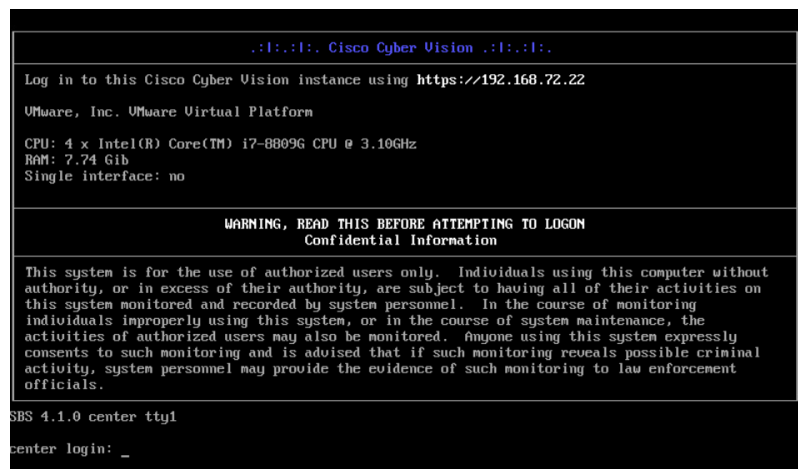 .:|:.:|:. Cisco Cyber Vision .:|:.:|:.
Log in to this Cisco Cyber Vision instance using https://192.168.72.22
VMware, Inc. VMware Virtual Platform
CPU: 4 x Intel(R) Core(TM) i7-8809G CPU @ 3.10GHz
RAM: 7.74 Gib
Single interface: no
WARNING, READ THIS BEFORE ATTEMPTING TO LOGON
Confidential Information
This system is for the use of authorized users only.  Individuals using this computer without
authority, or in excess of their authority, are subject to having all of their activities on
this system monitored and recorded by system personnel.  In the course of monitoring
individuals improperly using this system, or in the course of system maintenance, the
activities of authorized users may also be monitored.  Anyone using this system expressly
consents to such monitoring and is advised that if such monitoring reveals possible criminal
activity, system personnel may provide the evidence of such monitoring to law enforcement
officials.
SBS 4.1.0 center tty1
center login: _